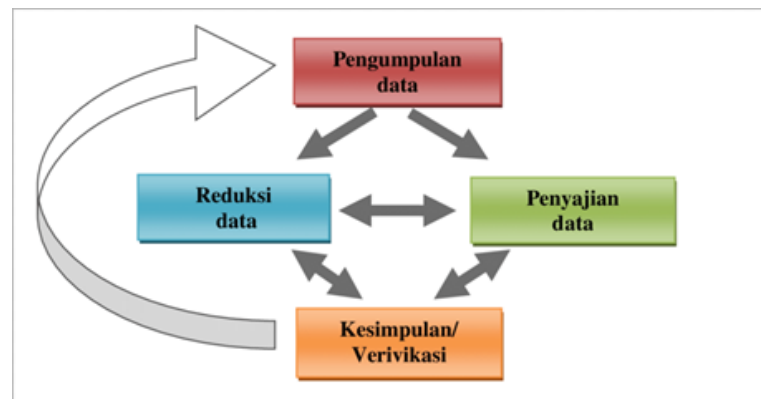 Pengumpulan
data
Reduksi
data
Penyajian
data
Kesimpulan/
Verivikasi